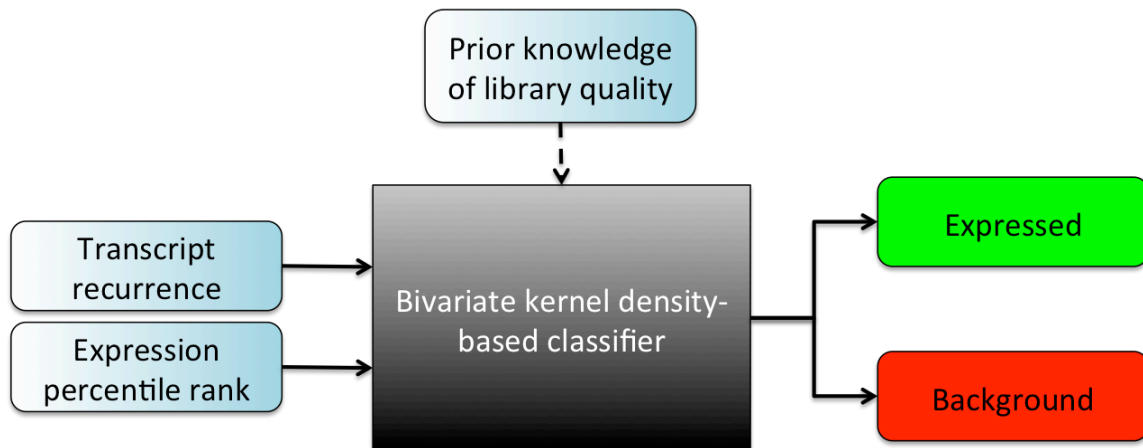 Prior knowledge
of library quality
Transcript
recurrence
Expression
percentile rank
Bivariate kernel density-
based classifier
Expressed
Background